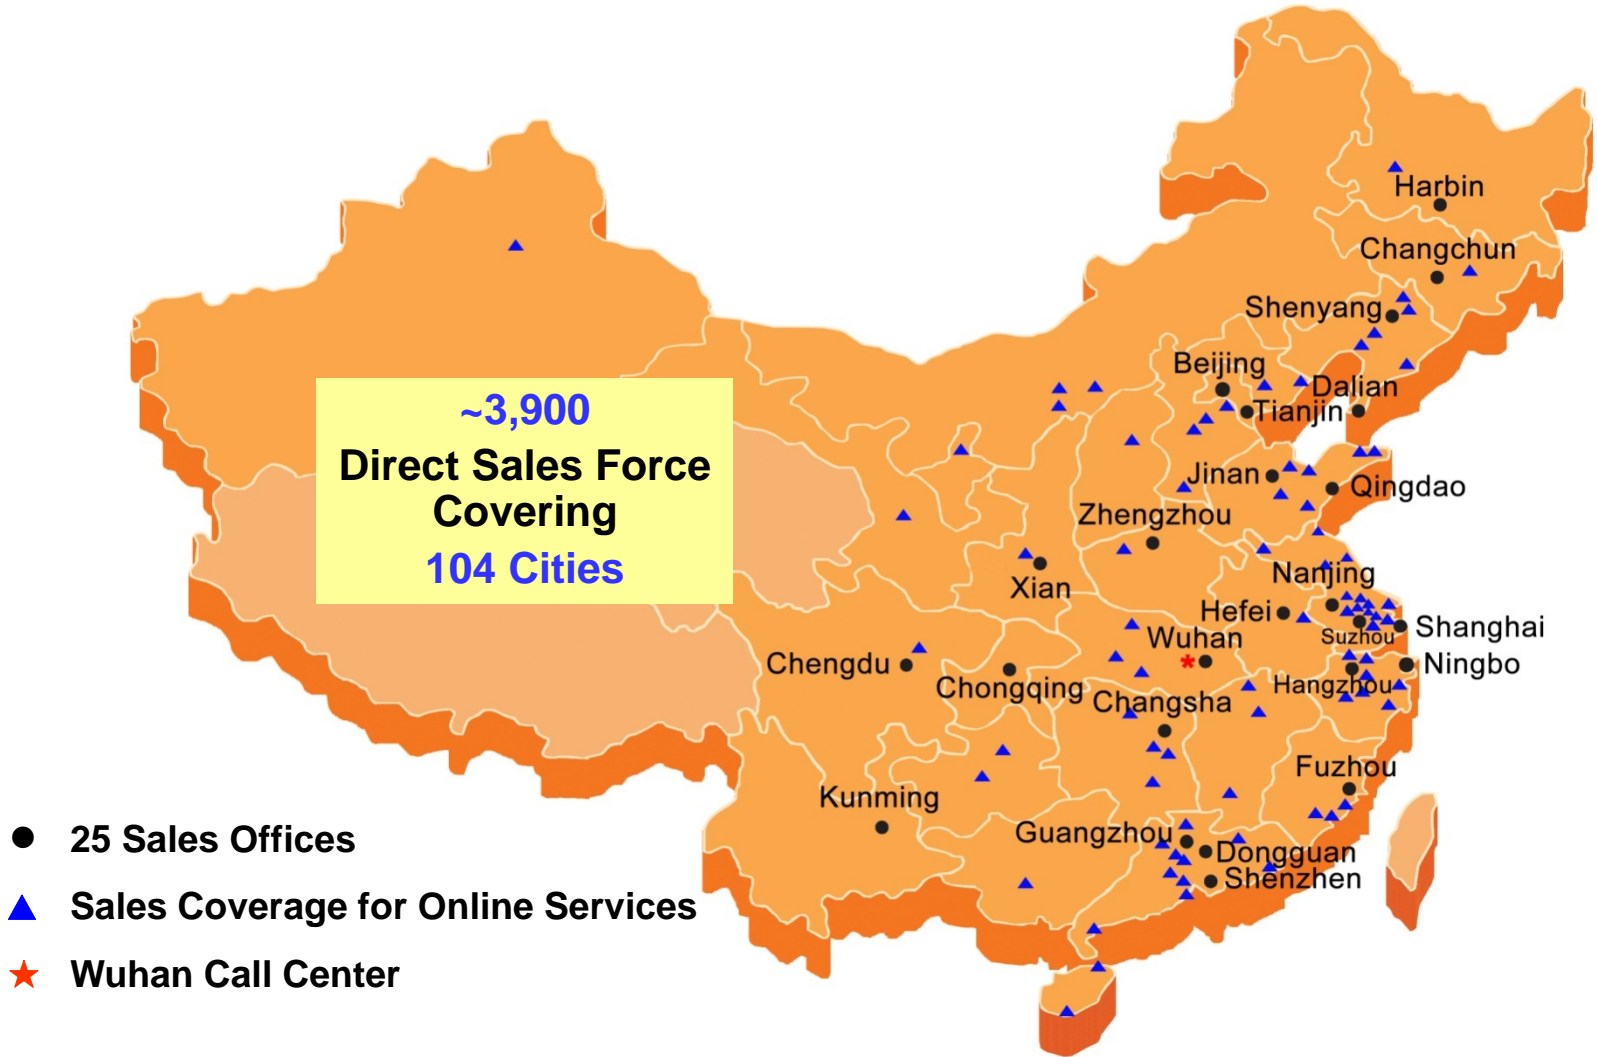 Harbin
Changchun
Shenyang
Beijing
Dalian
Tianjin
~3,900
Direct Sales Force
Covering
104 Cities
Jinan
Qingdao
Zhengzhou
Xian
Nanjing
Hefei
Suzhou
Shanghai
Wuhan
*
Chengdu
Ningbo
Chongqing
Hangzhou
Changsha
Fuzhou
Kunming
Guangzhou
Dongguan
Shenzhen
25 Sales Offices
Sales Coverage for Online Services
Wuhan Call Center